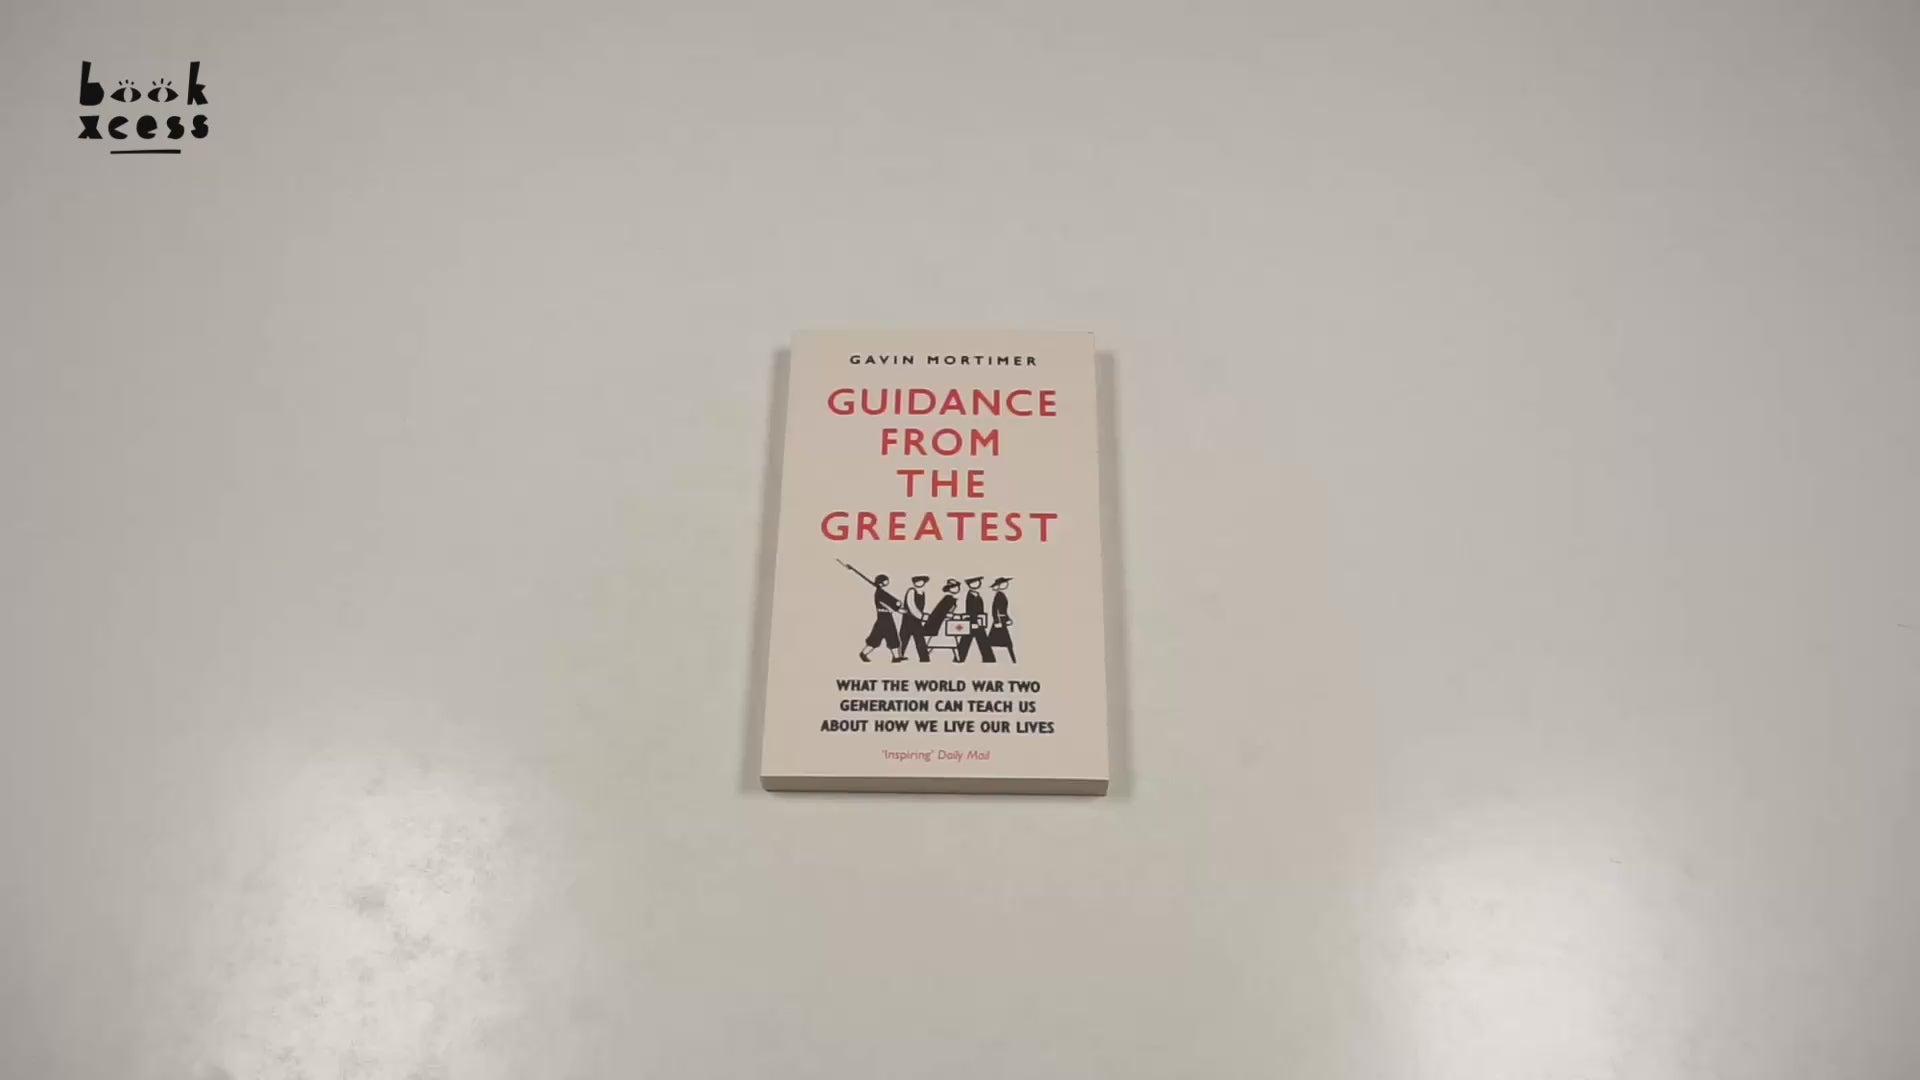 book
xcess
GAVIN MORTIMER
GUIDANCE
FROM
THE
GREATEST
WHAT THE WORLD WAR TWO
GENERATION CAN TEACH US
ABOUT HOW WE LIVE OUR LIVES
'Inspiring' Daily Mail